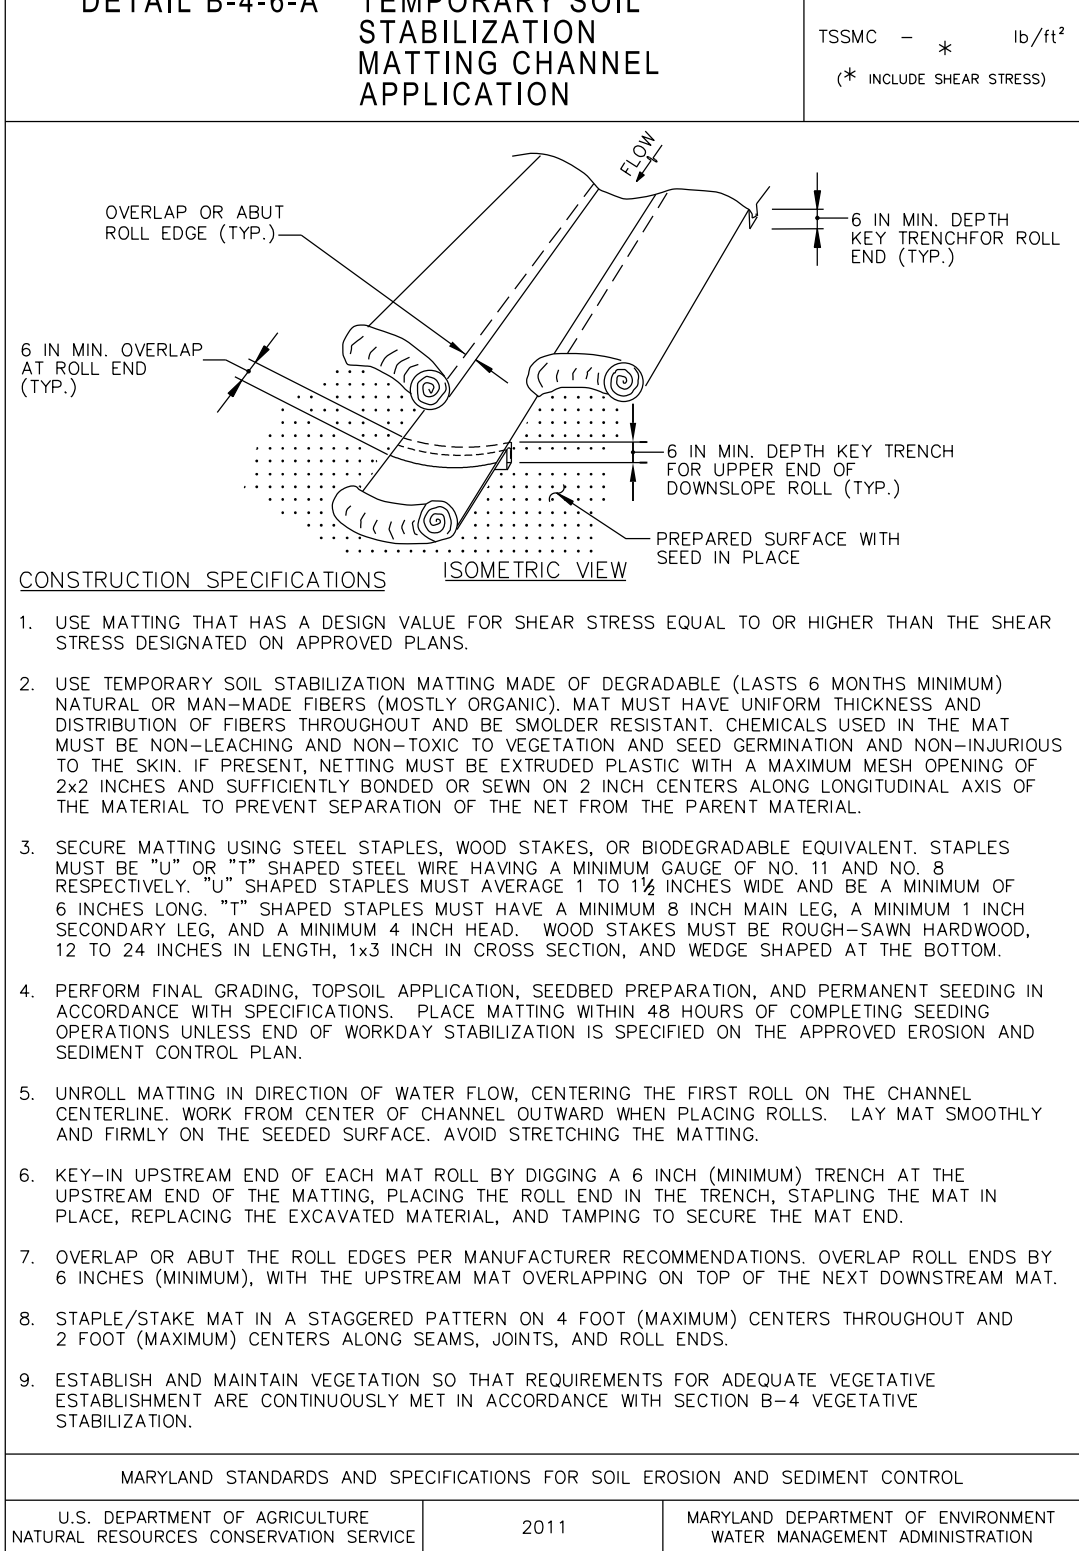 DETAIL B-4-6-A TEMPORARY SOIL
STABILIZATION
MATTING CHANNEL
APPLICATION
TSSMC – * lb/ft²
(* INCLUDE SHEAR STRESS)
FLOW
OVERLAP OR ABUT
ROLL EDGE (TYP.)
6 IN MIN. DEPTH
KEY TRENCHFOR ROLL
END (TYP.)
6 IN MIN. OVERLAP
AT ROLL END
(TYP.)
6 IN MIN. DEPTH KEY TRENCH
FOR UPPER END OF
DOWNSLOPE ROLL (TYP.)
PREPARED SURFACE WITH
SEED IN PLACE
ISOMETRIC VIEW
CONSTRUCTION SPECIFICATIONS
1. USE MATTING THAT HAS A DESIGN VALUE FOR SHEAR STRESS EQUAL TO OR HIGHER THAN THE SHEAR
STRESS DESIGNATED ON APPROVED PLANS.
2. USE TEMPORARY SOIL STABILIZATION MATTING MADE OF DEGRADABLE (LASTS 6 MONTHS MINIMUM)
NATURAL OR MAN–MADE FIBERS (MOSTLY ORGANIC). MAT MUST HAVE UNIFORM THICKNESS AND
DISTRIBUTION OF FIBERS THROUGHOUT AND BE SMOLDER RESISTANT. CHEMICALS USED IN THE MAT
MUST BE NON–LEACHING AND NON–TOXIC TO VEGETATION AND SEED GERMINATION AND NON–INJURIOUS
TO THE SKIN. IF PRESENT, NETTING MUST BE EXTRUDED PLASTIC WITH A MAXIMUM MESH OPENING OF
2x2 INCHES AND SUFFICIENTLY BONDED OR SEWN ON 2 INCH CENTERS ALONG LONGITUDINAL AXIS OF
THE MATERIAL TO PREVENT SEPARATION OF THE NET FROM THE PARENT MATERIAL.
3. SECURE MATTING USING STEEL STAPLES, WOOD STAKES, OR BIODEGRADABLE EQUIVALENT. STAPLES
MUST BE "U" OR "T" SHAPED STEEL WIRE HAVING A MINIMUM GAUGE OF NO. 11 AND NO. 8
RESPECTIVELY. "U" SHAPED STAPLES MUST AVERAGE 1 TO 1½ INCHES WIDE AND BE A MINIMUM OF
6 INCHES LONG. "T" SHAPED STAPLES MUST HAVE A MINIMUM 8 INCH MAIN LEG, A MINIMUM 1 INCH
SECONDARY LEG, AND A MINIMUM 4 INCH HEAD. WOOD STAKES MUST BE ROUGH–SAWN HARDWOOD,
12 TO 24 INCHES IN LENGTH, 1x3 INCH IN CROSS SECTION, AND WEDGE SHAPED AT THE BOTTOM.
4. PERFORM FINAL GRADING, TOPSOIL APPLICATION, SEEDBED PREPARATION, AND PERMANENT SEEDING IN
ACCORDANCE WITH SPECIFICATIONS. PLACE MATTING WITHIN 48 HOURS OF COMPLETING SEEDING
OPERATIONS UNLESS END OF WORKDAY STABILIZATION IS SPECIFIED ON THE APPROVED EROSION AND
SEDIMENT CONTROL PLAN.
5. UNROLL MATTING IN DIRECTION OF WATER FLOW, CENTERING THE FIRST ROLL ON THE CHANNEL
CENTERLINE. WORK FROM CENTER OF CHANNEL OUTWARD WHEN PLACING ROLLS. LAY MAT SMOOTHLY
AND FIRMLY ON THE SEEDED SURFACE. AVOID STRETCHING THE MATTING.
6. KEY–IN UPSTREAM END OF EACH MAT ROLL BY DIGGING A 6 INCH (MINIMUM) TRENCH AT THE
UPSTREAM END OF THE MATTING, PLACING THE ROLL END IN THE TRENCH, STAPLING THE MAT IN
PLACE, REPLACING THE EXCAVATED MATERIAL, AND TAMPING TO SECURE THE MAT END.
7. OVERLAP OR ABUT THE ROLL EDGES PER MANUFACTURER RECOMMENDATIONS. OVERLAP ROLL ENDS BY
6 INCHES (MINIMUM), WITH THE UPSTREAM MAT OVERLAPPING ON TOP OF THE NEXT DOWNSTREAM MAT.
8. STAPLE/STAKE MAT IN A STAGGERED PATTERN ON 4 FOOT (MAXIMUM) CENTERS THROUGHOUT AND
2 FOOT (MAXIMUM) CENTERS ALONG SEAMS, JOINTS, AND ROLL ENDS.
9. ESTABLISH AND MAINTAIN VEGETATION SO THAT REQUIREMENTS FOR ADEQUATE VEGETATIVE
ESTABLISHMENT ARE CONTINUOUSLY MET IN ACCORDANCE WITH SECTION B–4 VEGETATIVE
STABILIZATION.
MARYLAND STANDARDS AND SPECIFICATIONS FOR SOIL EROSION AND SEDIMENT CONTROL
U.S. DEPARTMENT OF AGRICULTURE
NATURAL RESOURCES CONSERVATION SERVICE
2011
MARYLAND DEPARTMENT OF ENVIRONMENT
WATER MANAGEMENT ADMINISTRATION